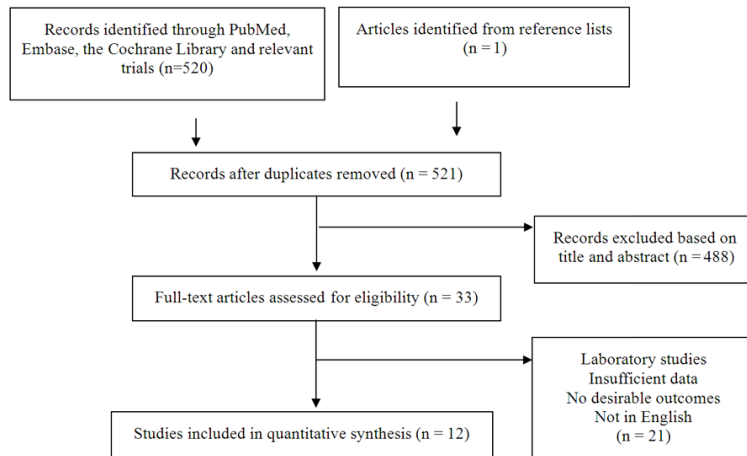 Records identified through PubMed,
Embase, the Cochrane Library and relevant
trials (n=520)
Articles identified from reference lists
(n = 1)
Records after duplicates removed (n = 521)
Records excluded based on
title and abstract (n = 488)
Full-text articles assessed for eligibility (n = 33)
Laboratory studies
Insufficient data
No desirable outcomes
Not in English
(n = 21)
Studies included in quantitative synthesis (n = 12)